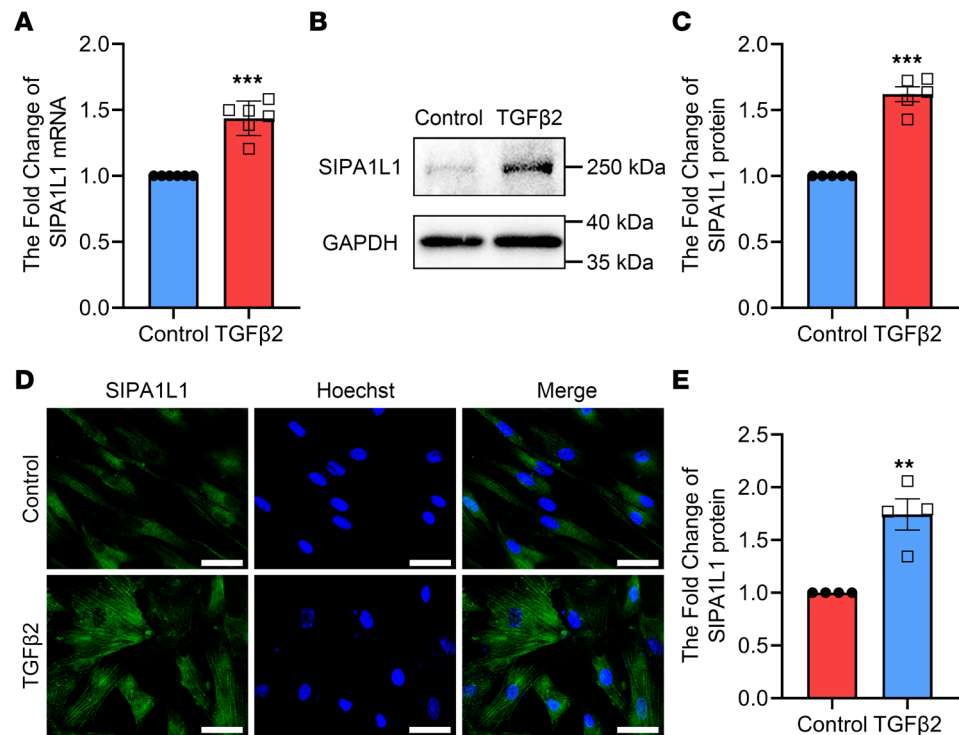 A
The Fold Change of
SIPA1L1 mRNA
2.0
1.5
1.0
0.5
0.0
***
Control TGFβ2
B
Control TGFβ2
SIPA1L1
250 kDa
GAPDH
40 kDa
35 kDa
C
The Fold Change of
SIPA1L1 protein
2.0
1.5
1.0
0.5
0.0
***
Control TGFβ2
D
SIPA1L1 Hoechst Merge
Control
TGFβ2
E
The Fold Change of
SIPA1L1 protein
2.5
2.0
1.5
1.0
0.5
0.0
**
Control TGFβ2